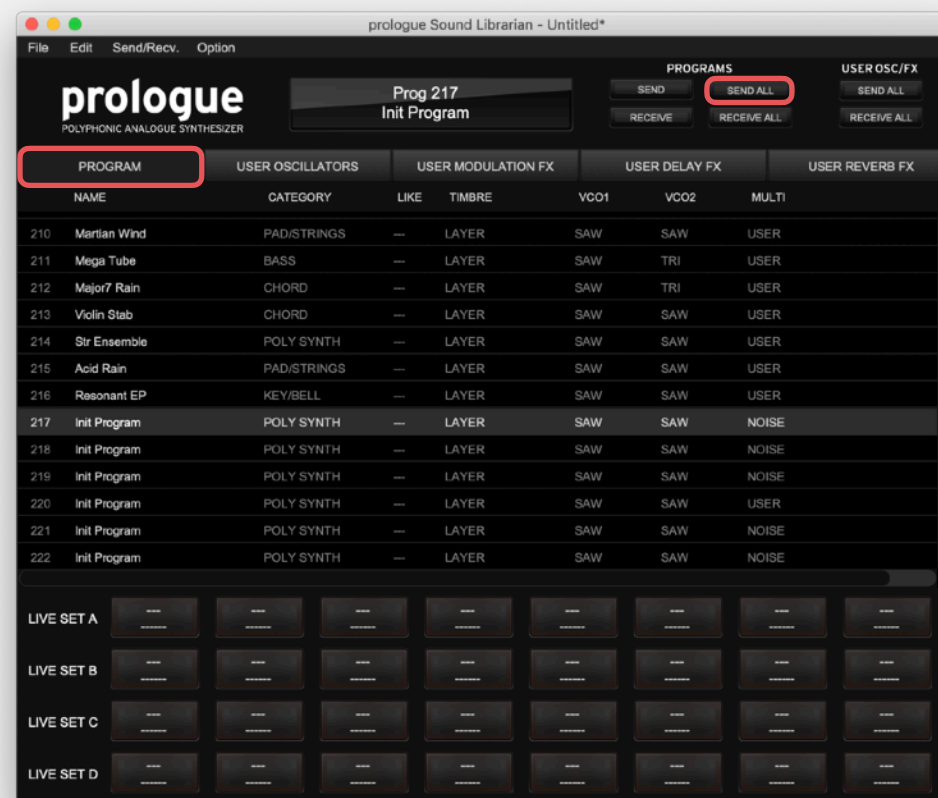 prologue Sound Librarian - Untitled*
File Edit Send/Recv. Option
PROGRAMS USER OSC/FX
prologue
POLYPHONIC ANALOGUE SYNTHESIZER
Prog 217
Init Program
SEND SEND ALL SEND ALL
RECEIVE RECEIVE ALL RECEIVE ALL
PROGRAM USER OSCILLATORS USER MODULATION FX USER DELAY FX USER REVERB FX
NAME CATEGORY LIKE TIMBRE VCO1 VCO2 MULTI
210 Martian Wind PAD/STRINGS --- LAYER SAW SAW USER
211 Mega Tube BASS --- LAYER SAW TRI USER
212 Major7 Rain CHORD --- LAYER SAW TRI USER
213 Violin Stab CHORD --- LAYER SAW SAW USER
214 Str Ensemble POLY SYNTH --- LAYER SAW SAW USER
215 Acid Rain PAD/STRINGS --- LAYER SAW SAW USER
216 Resonant EP KEY/BELL --- LAYER SAW SAW USER
217 Init Program POLY SYNTH --- LAYER SAW SAW NOISE
218 Init Program POLY SYNTH --- LAYER SAW SAW NOISE
219 Init Program POLY SYNTH --- LAYER SAW SAW NOISE
220 Init Program POLY SYNTH --- LAYER SAW SAW USER
221 Init Program POLY SYNTH --- LAYER SAW SAW NOISE
222 Init Program POLY SYNTH --- LAYER SAW SAW NOISE
LIVE SET A --- --- --- --- --- --- --- ---
------ ------ ------ ------ ------ ------ ------ ------
LIVE SET B --- --- --- --- --- --- --- ---
------ ------ ------ ------ ------ ------ ------ ------
LIVE SET C --- --- --- --- --- --- --- ---
------ ------ ------ ------ ------ ------ ------ ------
LIVE SET D --- --- --- --- --- --- --- ---
------ ------ ------ ------ ------ ------ ------ ------